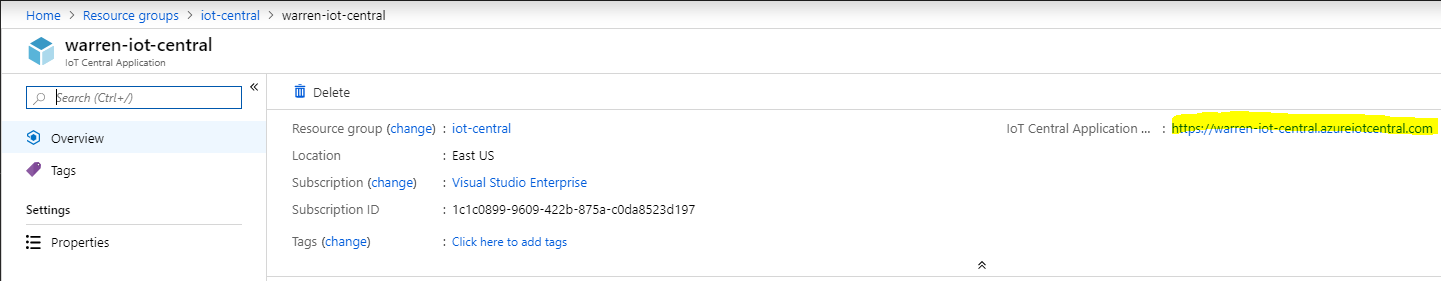 Home > Resource groups > iot-central > warren-iot-central
warren-iot-central
IoT Central Application
Search (Ctrl+/)
«
Overview
Tags
Settings
Properties
Delete
Resource group (change) : iot-central
Location : East US
Subscription (change) : Visual Studio Enterprise
Subscription ID : 1c1c0899-9609-422b-875a-c0da8523d197
Tags (change) : Click here to add tags
IoT Central Application ... : https://warren-iot-central.azureiotcentral.com